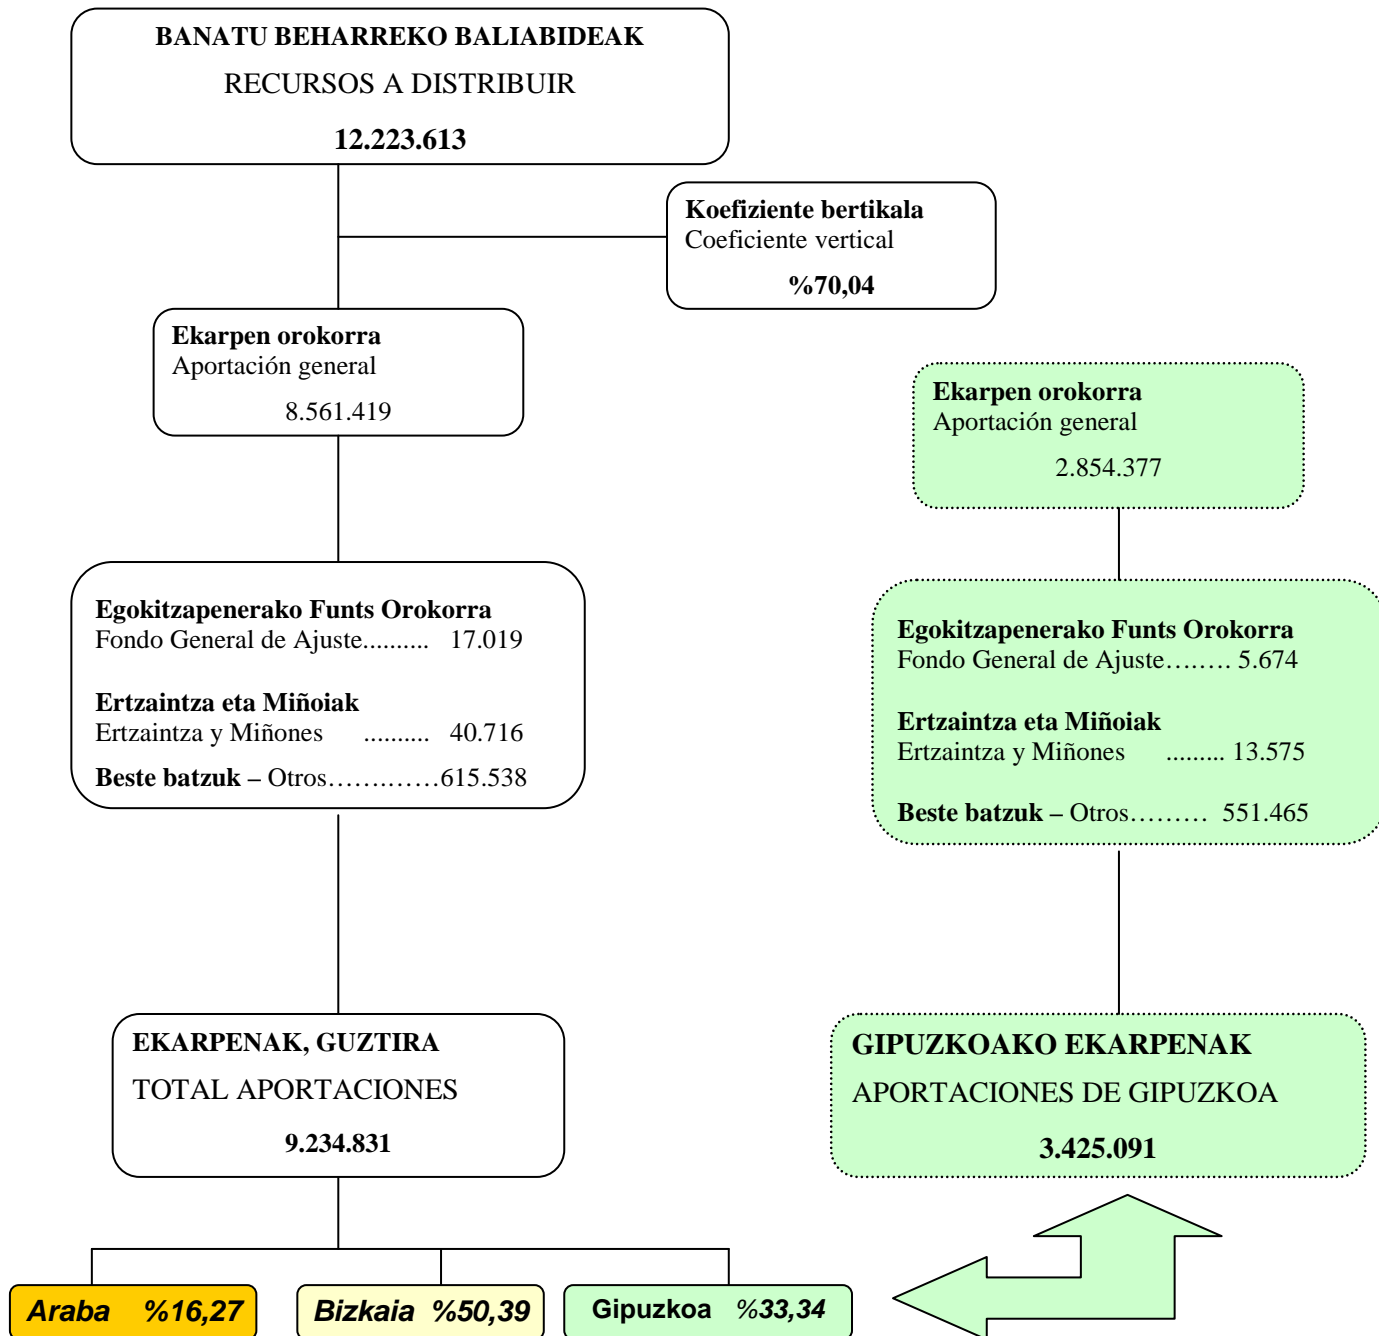 BANATU BEHARREKO BALIABIDEAK
RECURSOS A DISTRIBUIR
12.223.613
Koefiziente bertikala
Coeficiente vertical
%70,04
Ekarpen orokorra
Aportación general
8.561.419
Ekarpen orokorra
Aportación general
2.854.377
Egokitzapenerako Funts Orokorra
Fondo General de Ajuste.......... 17.019
Ertzaintza eta Miñoiak
Ertzaintza y Miñones .......... 40.716
Beste batzuk – Otros………….615.538
Egokitzapenerako Funts Orokorra
Fondo General de Ajuste…….. 5.674
Ertzaintza eta Miñoiak
Ertzaintza y Miñones ......... 13.575
Beste batzuk – Otros……… 551.465
EKARPENAK, GUZTIRA
TOTAL APORTACIONES
9.234.831
GIPUZKOAKO EKARPENAK
APORTACIONES DE GIPUZKOA
3.425.091
Araba %16,27
Bizkaia %50,39
Gipuzkoa %33,34